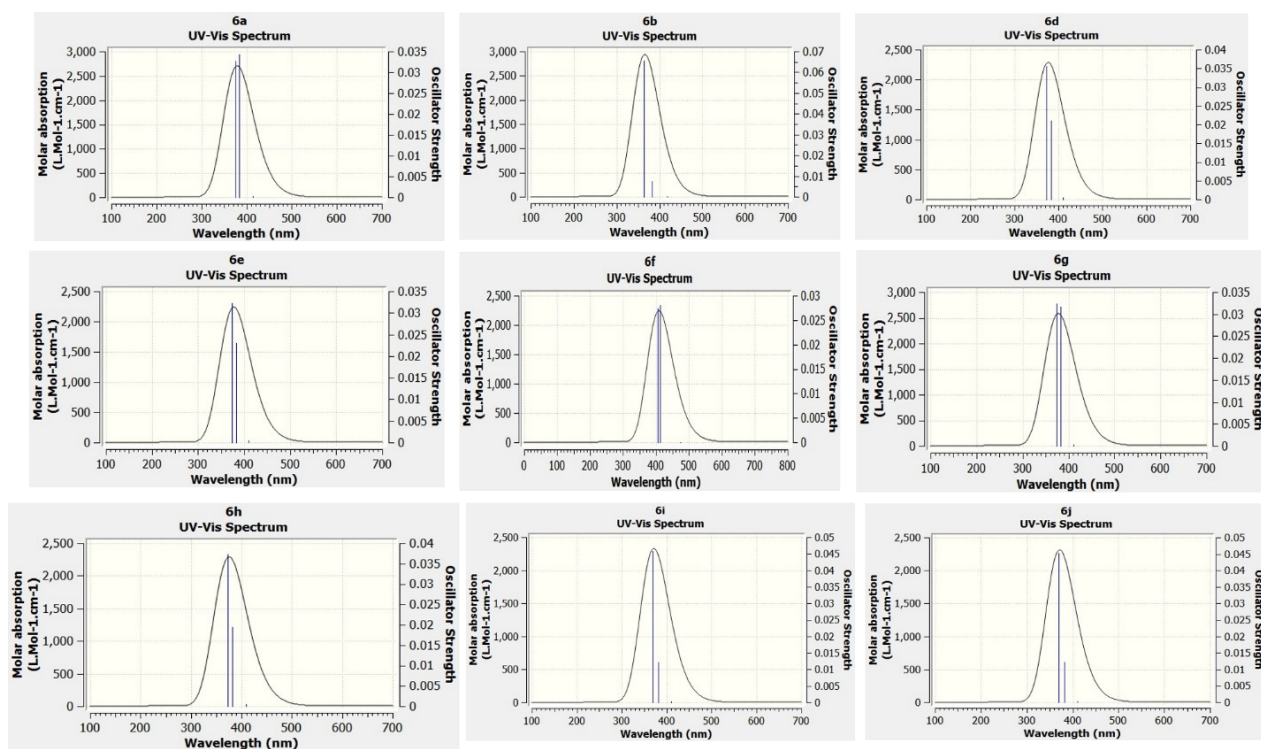 6a
UV-Vis Spectrum
3,000
2,500
2,000
1,500
1,000
500
0
Molar absorption
(L.Mol-1.cm-1)
0.035
0.03
0.025
0.02
0.015
0.01
0.005
0
Oscillator Strength
100 200 300 400 500 600 700
Wavelength (nm)
6b
UV-Vis Spectrum
3,000
2,500
2,000
1,500
1,000
500
0
Molar absorption
(L.Mol-1.cm-1)
0.07
0.06
0.05
0.04
0.03
0.02
0.01
0
Oscillator Strength
100 200 300 400 500 600 700
Wavelength (nm)
6d
UV-Vis Spectrum
2,500
2,000
1,500
1,000
500
0
Molar absorption
(L.Mol-1.cm-1)
0.04
0.035
0.03
0.025
0.02
0.015
0.01
0.005
0
Oscillator Strength
100 200 300 400 500 600 700
Wavelength (nm)
6e
UV-Vis Spectrum
2,500
2,000
1,500
1,000
500
0
Molar absorption
(L.Mol-1.cm-1)
0.035
0.03
0.025
0.02
0.015
0.01
0.005
0
Oscillator Strength
100 200 300 400 500 600 700
Wavelength (nm)
6f
UV-Vis Spectrum
2,500
2,000
1,500
1,000
500
0
Molar absorption
(L.Mol-1.cm-1)
0.03
0.025
0.02
0.015
0.01
0.005
0
Oscillator Strength
0 100 200 300 400 500 600 700 800
Wavelength (nm)
6g
UV-Vis Spectrum
3,000
2,500
2,000
1,500
1,000
500
0
Molar absorption
(L.Mol-1.cm-1)
0.035
0.03
0.025
0.02
0.015
0.01
0.005
0
Oscillator Strength
100 200 300 400 500 600 700
Wavelength (nm)
6h
UV-Vis Spectrum
2,500
2,000
1,500
1,000
500
0
Molar absorption
(L.Mol-1.cm-1)
0.04
0.035
0.03
0.025
0.02
0.015
0.01
0.005
0
Oscillator Strength
100 200 300 400 500 600 700
Wavelength (nm)
6i
UV-Vis Spectrum
2,500
2,000
1,500
1,000
500
0
Molar absorption
(L.Mol-1.cm-1)
0.05
0.045
0.04
0.035
0.03
0.025
0.02
0.015
0.01
0.005
0
Oscillator Strength
100 200 300 400 500 600 700
Wavelength (nm)
6j
UV-Vis Spectrum
2,500
2,000
1,500
1,000
500
0
Molar absorption
(L.Mol-1.cm-1)
0.05
0.045
0.04
0.035
0.03
0.025
0.02
0.015
0.01
0.005
0
Oscillator Strength
100 200 300 400 500 600 700
Wavelength (nm)